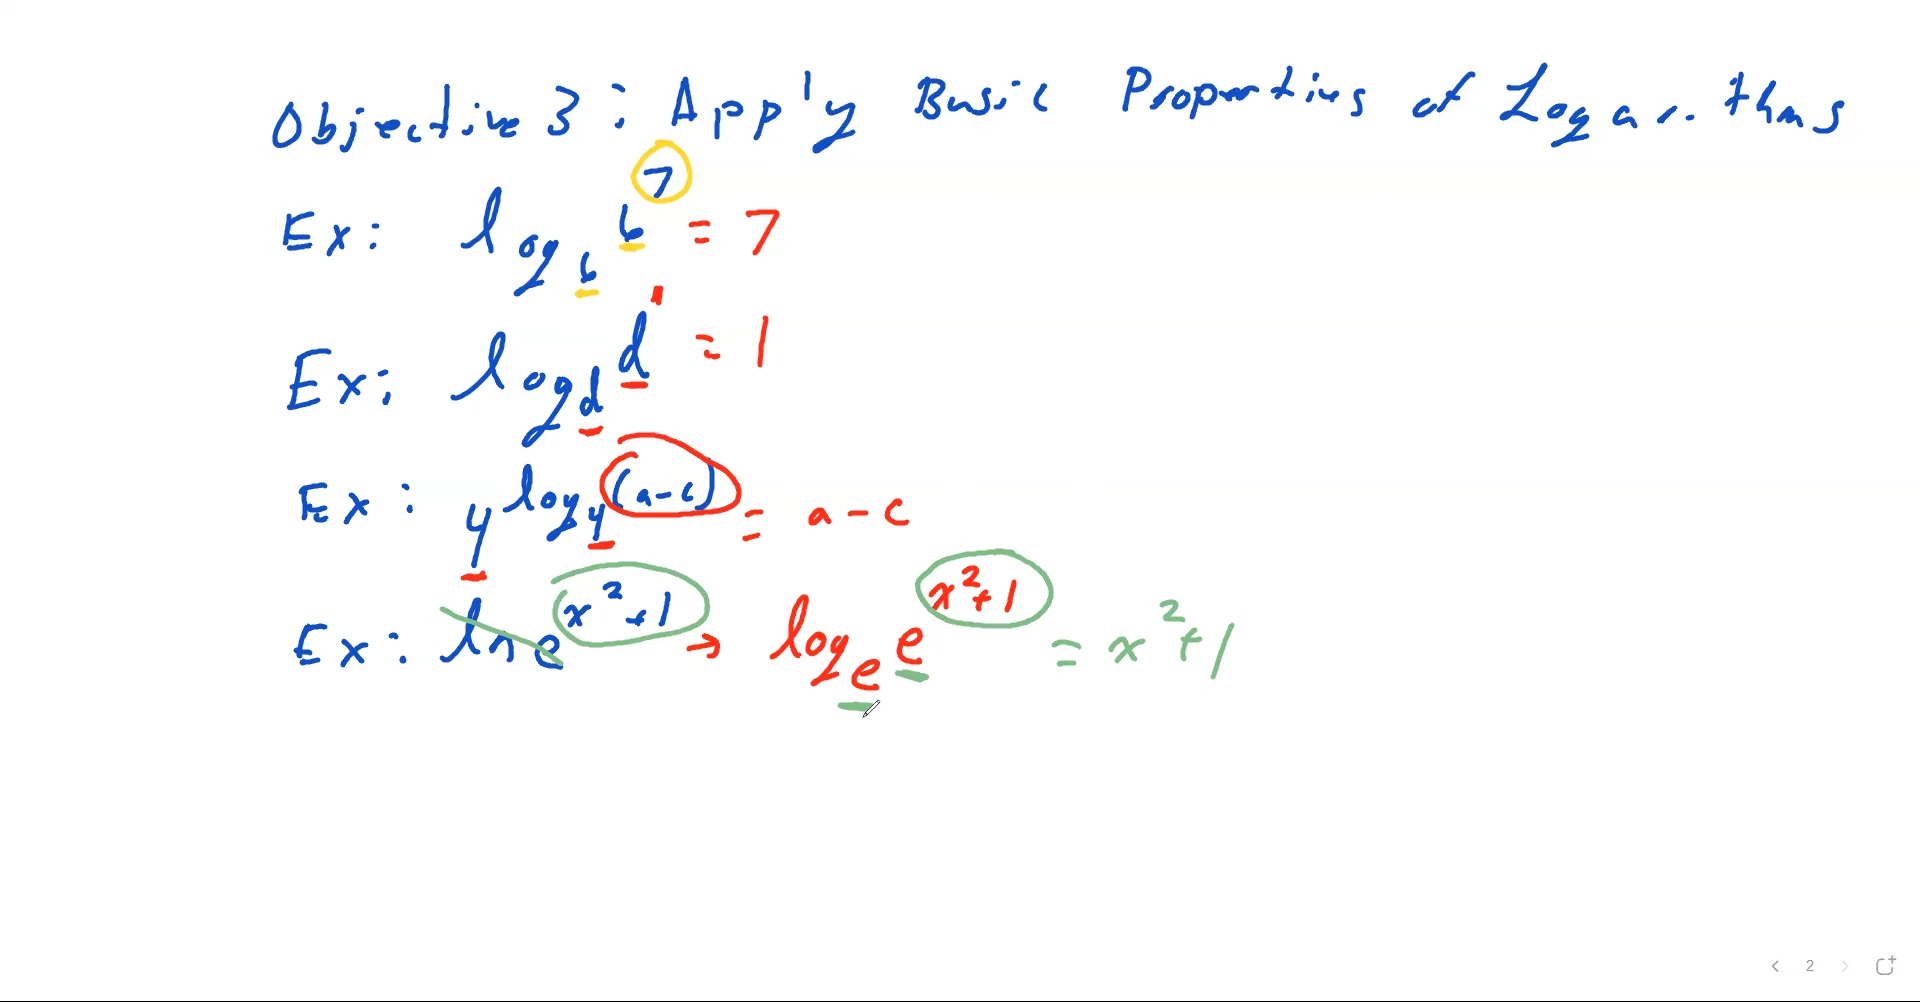 Objective 3: Apply Basic Properties of Logarithms
Ex: log_b b^7 = 7
Ex: log_d d^1 = 1
Ex: y^(log_y (a-c)) = a-c
Ex: ln e^(x²+1) → log_e e^(x²+1) = x²+1
2